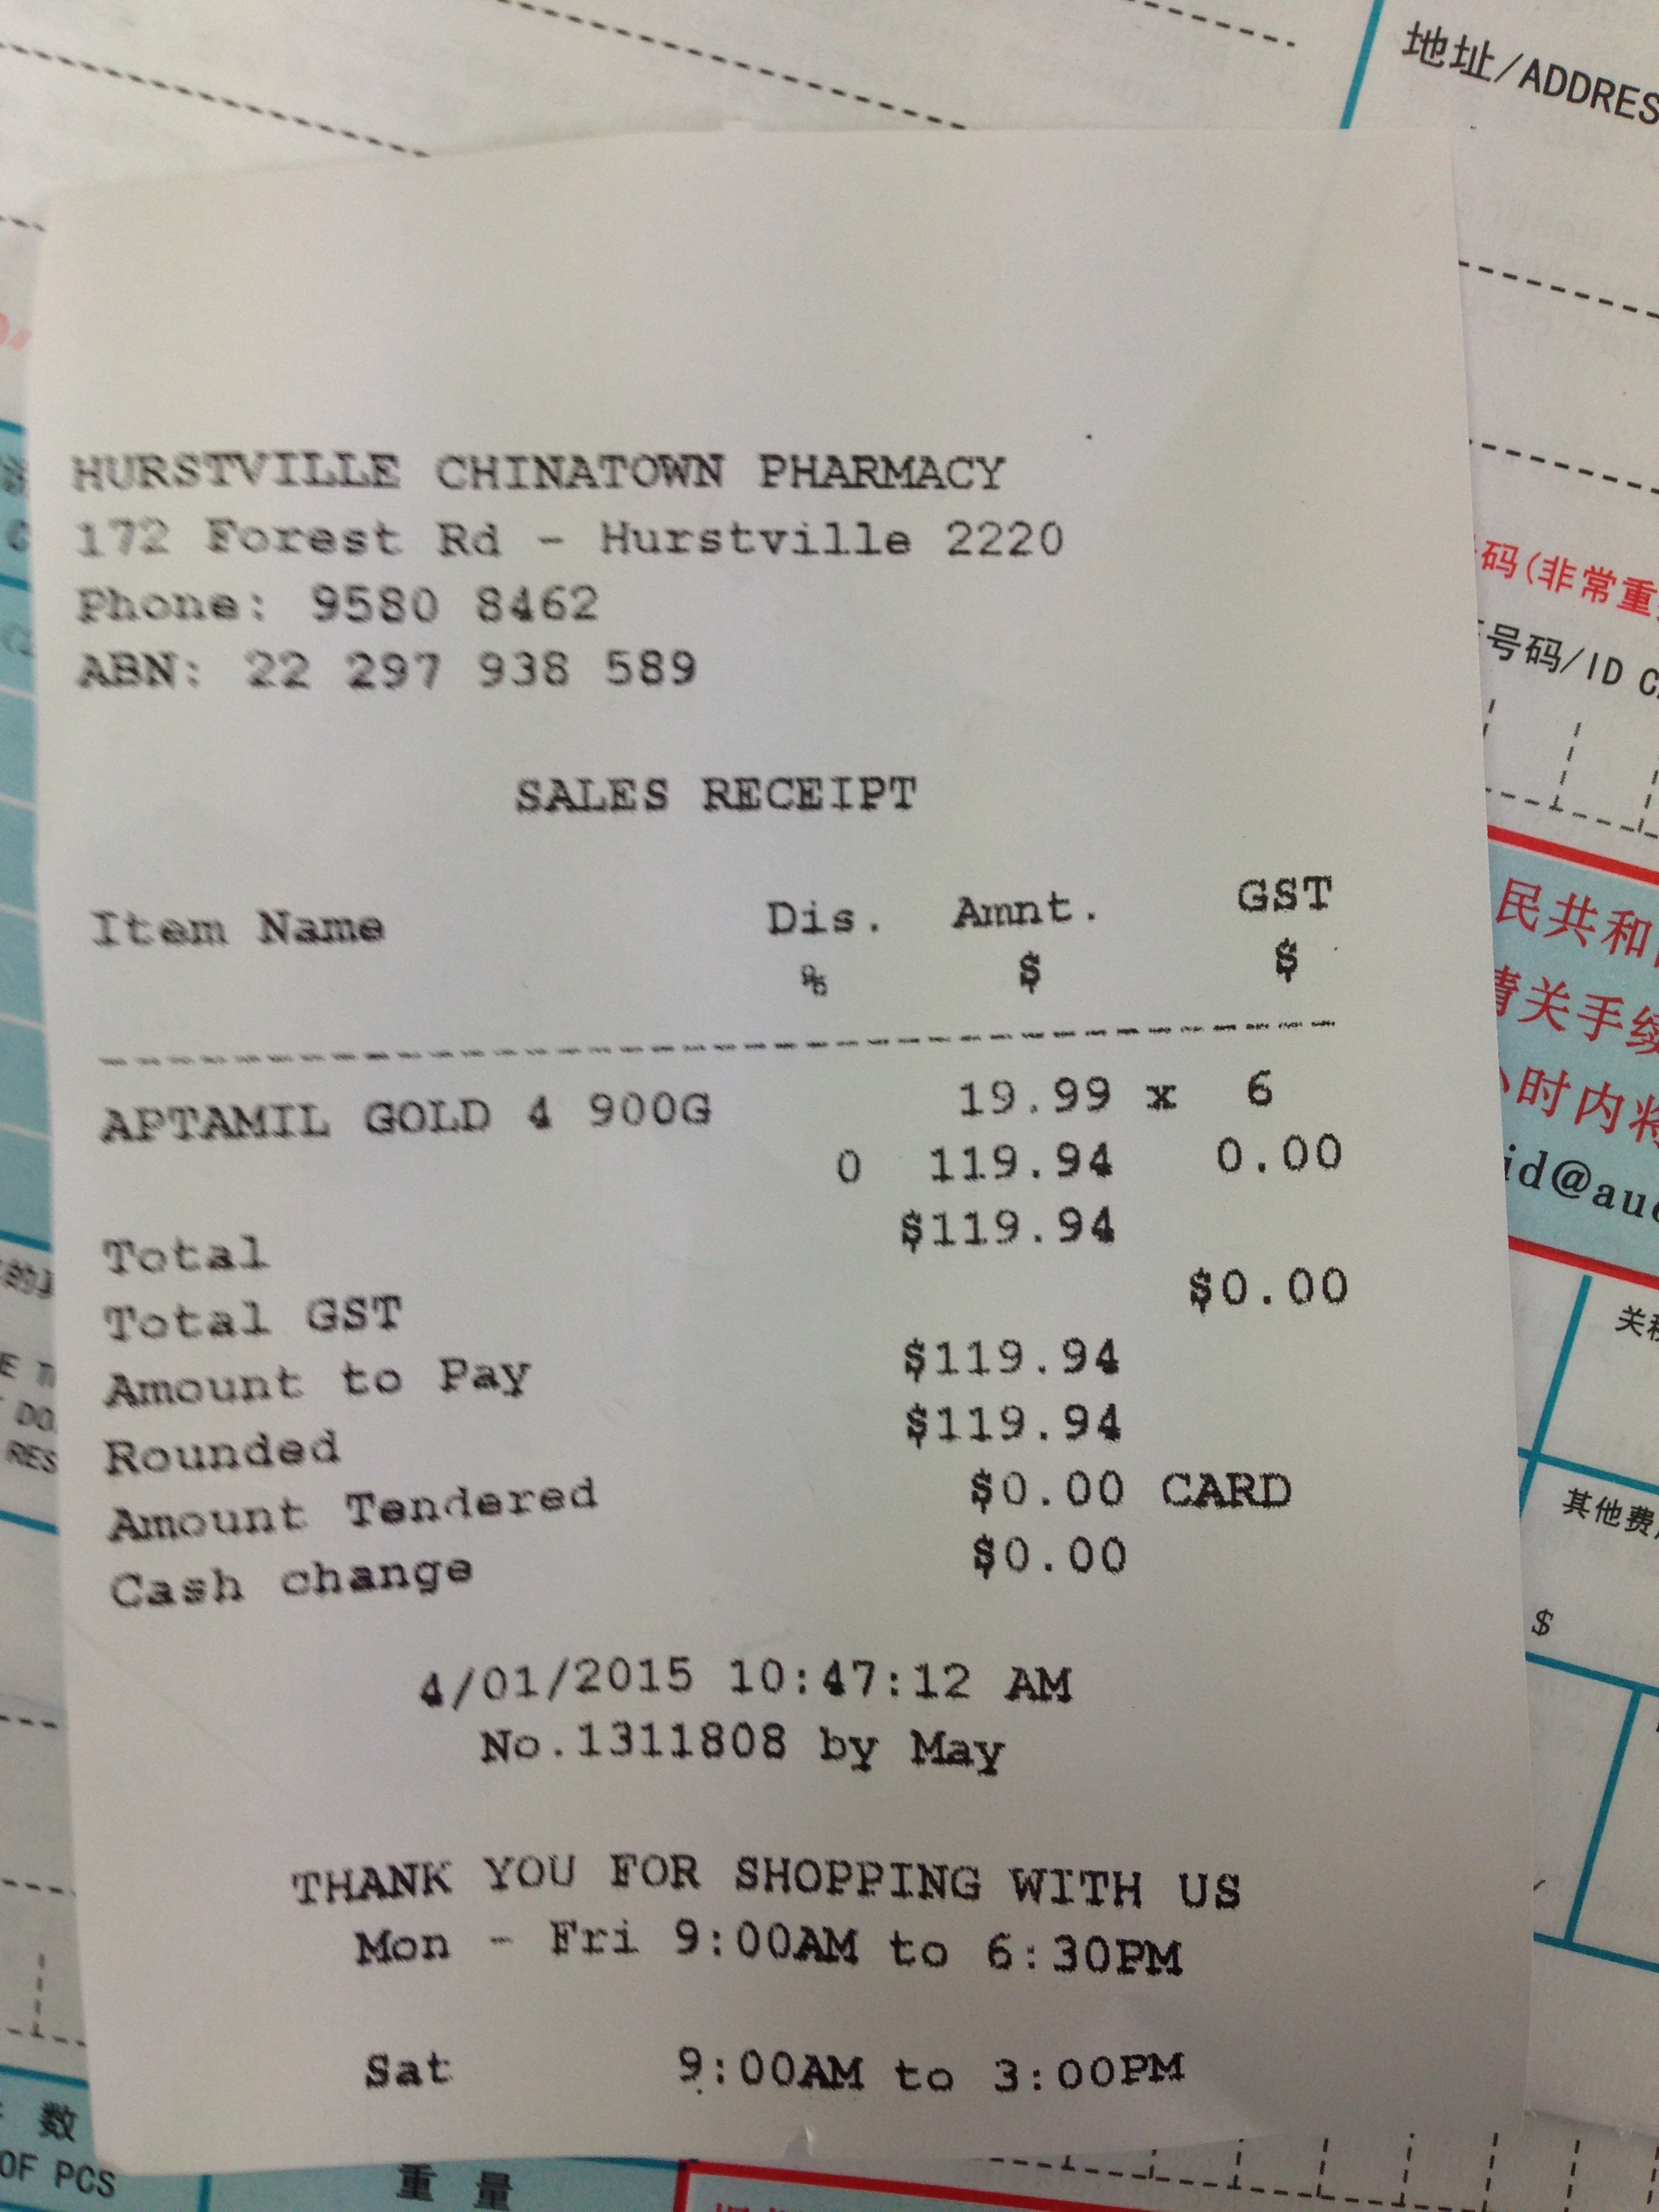 地址/ADDRES
HURSTVILLE CHINATOWN PHARMACY
172 Forest Rd - Hurstville 2220
Phone: 9580 8462
ABN: 22 297 938 589
SALES RECEIPT
Item Name Dis. Amnt. GST
% $ $
APTAMIL GOLD 4 900G 19.99 x 6
0 119.94 0.00
Total $119.94
Total GST $0.00
Amount to Pay $119.94
Rounded $119.94
Amount Tendered $0.00 CARD
Cash change $0.00
4/01/2015 10:47:12 AM
No.1311808 by May
THANK YOU FOR SHOPPING WITH US
Mon - Fri 9:00AM to 6:30PM
Sat 9:00AM to 3:00PM
码(非常重
号码/ID C
民共和
关手续
小时内将
id@au
其他费
$
RES
数
OF PCS
重量